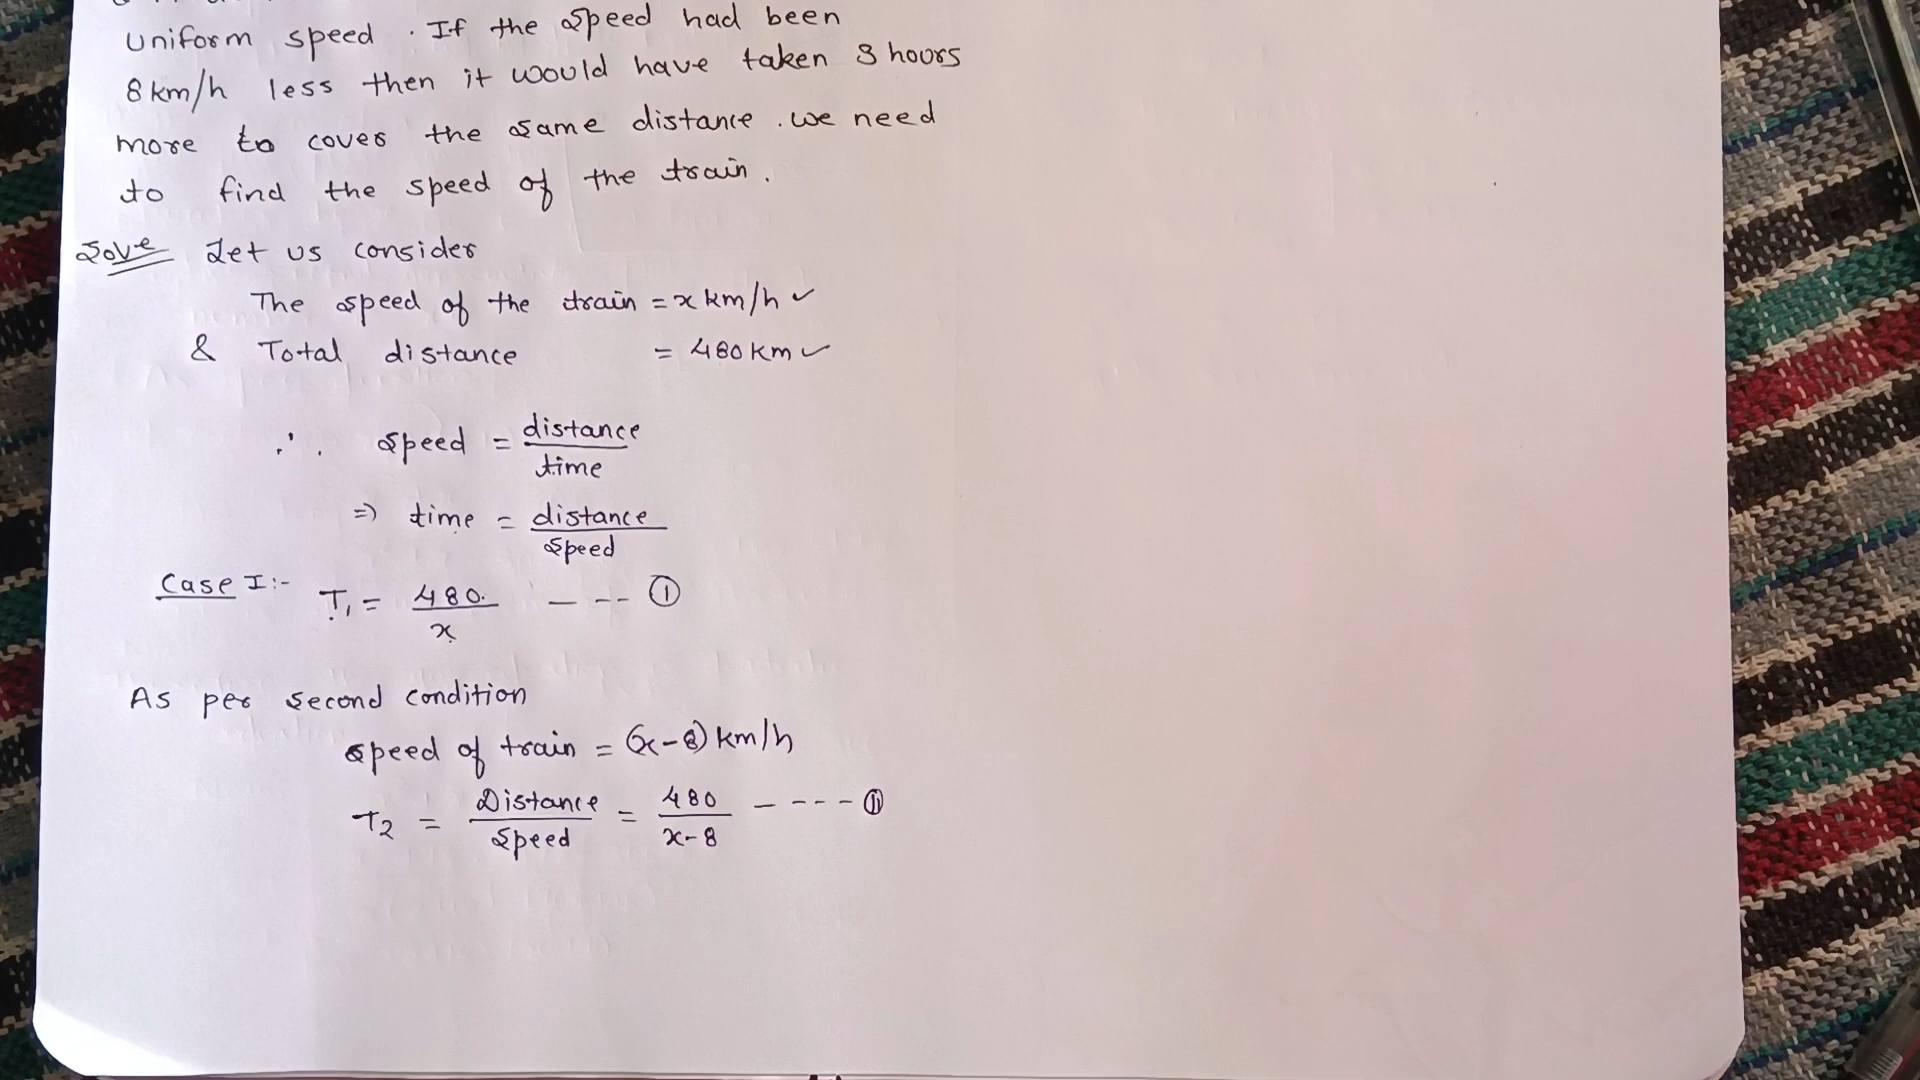 Uniform speed. If the speed had been
8 km/h less then it would have taken 3 hours
more to cover the same distance. we need
to find the speed of the train.
Solve Let us consider
The speed of the train = x km/h ✓
& Total distance = 480 km ✓
∴ speed = distance / time
⇒ time = distance / speed
Case I:- T₁ = 480 / x - - - ①
As per second condition
speed of train = (x-8) km/h
T₂ = Distance / Speed = 480 / x-8 - - - - ⑪